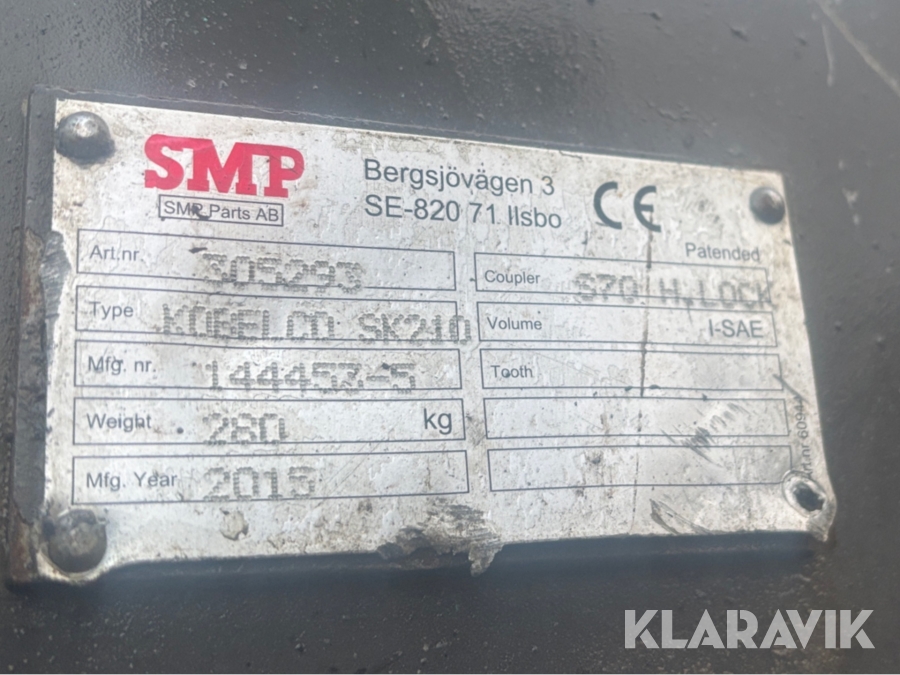 SMP
SMP Parts AB
Bergsjövägen 3
SE-820 71 Ilsbo
CE
Patended
Art.nr. 305293
Type KOBELCO SK210
Mfg. nr. 144453-5
Weight 280 kg
Mfg. Year 2015
Coupler S70 H.LOCK
Volume I-SAE
Tooth
KLARAVIK